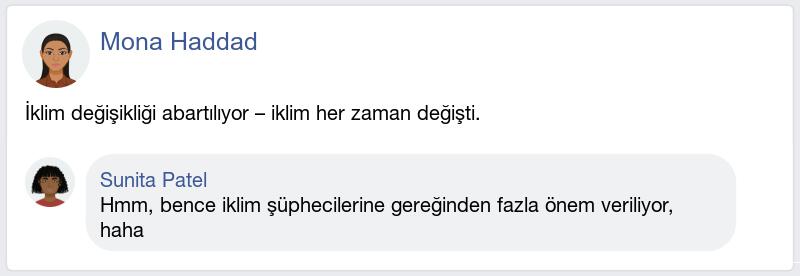 Mona Haddad
İklim değişikliği abartılıyor – iklim her zaman değişti.
Sunita Patel
Hmm, bence iklim şüphecilerine gereğinden fazla önem veriliyor,
haha